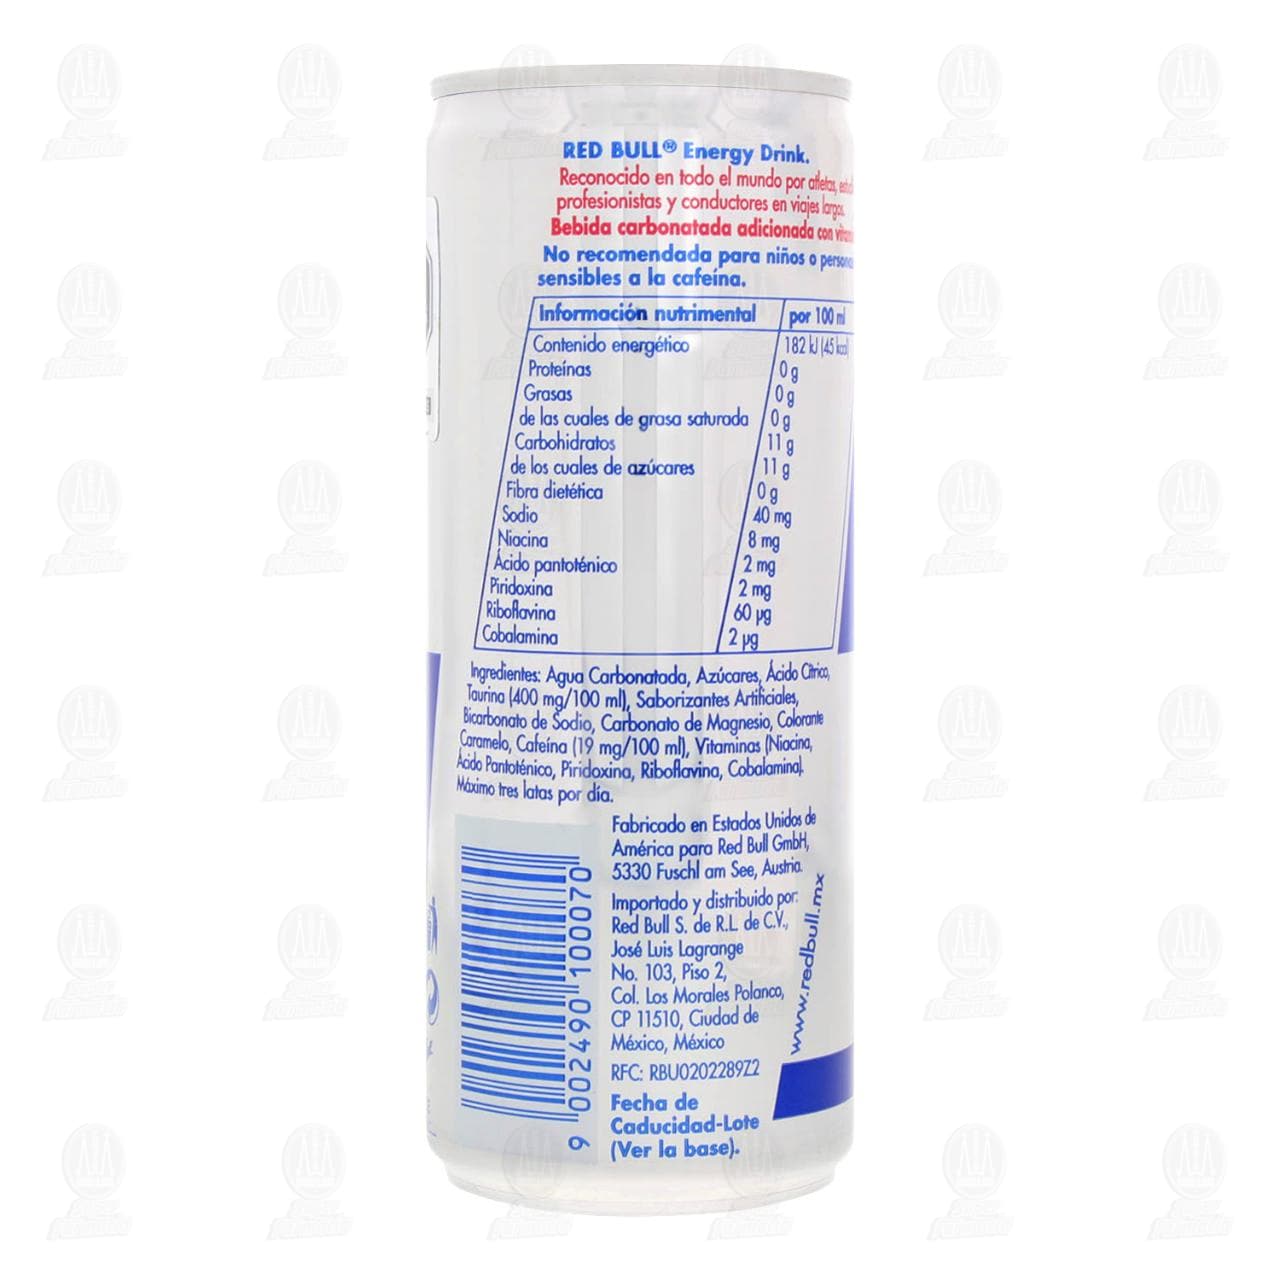 RED BULL® Energy Drink.
Reconocido en todo el mundo por atletas,
profesionistas y conductores en viajes largos.
Bebida carbonatada adicionada con
No recomendada para niños o
sensibles a la cafeína.
Información nutrimental por 100 ml
Contenido energético 182 kJ (45 kcal)
Proteínas 0 g
Grasas 0 g
de las cuales de grasa saturada 0 g
Carbohidratos 11 g
de los cuales de azúcares 11 g
Fibra dietética 0 g
Sodio 40 mg
Niacina 8 mg
Ácido pantoténico 2 mg
Piridoxina 2 mg
Riboflavina 60 µg
Cobalamina 2 µg
Ingredientes: Agua Carbonatada, Azúcares, Ácido Cítrico,
Taurina (400 mg/100 ml), Saborizantes Artificiales,
Bicarbonato de Sodio, Carbonato de Magnesio, Colorante
Caramelo, Cafeína (19 mg/100 ml), Vitaminas (Niacina,
Ácido Pantoténico, Piridoxina, Riboflavina, Cobalamina).
Máximo tres latas por día.
Fabricado en Estados Unidos de
América para Red Bull GmbH,
5330 Fuschl am See, Austria.
Importado y distribuido por:
Red Bull S. de R.L. de C.V.,
José Luis Lagrange
No. 103, Piso 2,
Col. Los Morales Polanco,
CP 11510, Ciudad de
México, México
RFC: RBU0202289Z2
Fecha de
Caducidad-Lote
(Ver la base).
www.redbull.mx
9 002490 100070